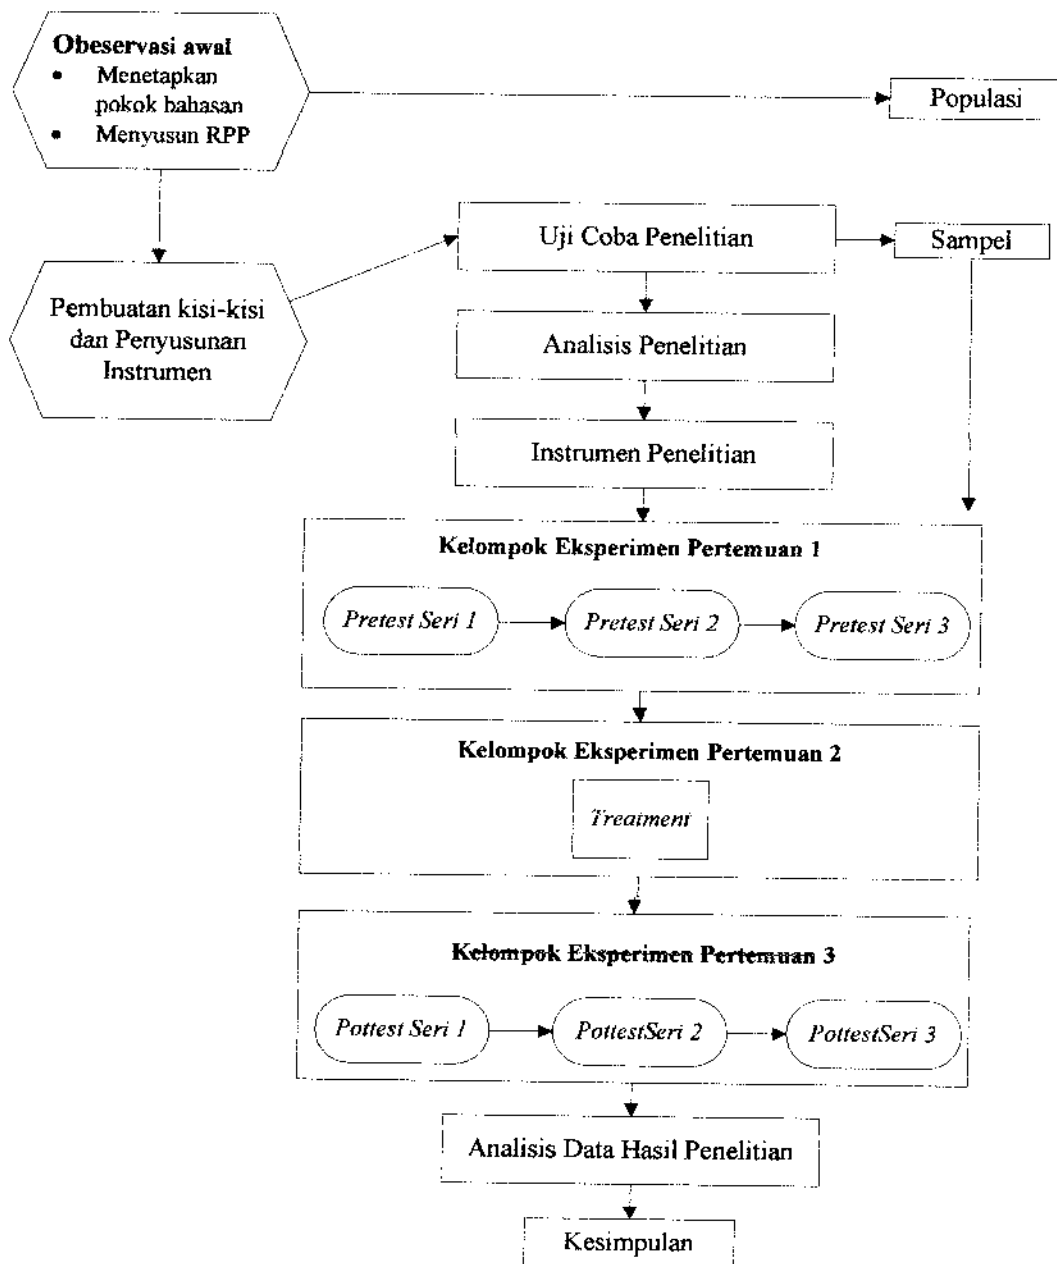 Obeservasi awal
• Menetapkan
pokok bahasan
• Menyusun RPP
Populasi
Uji Coba Penelitian
Sampel
Pembuatan kisi-kisi
dan Penyusunan
Instrumen
Analisis Penelitian
Instrumen Penelitian
Kelompok Eksperimen Pertemuan 1
Pretest Seri 1
Pretest Seri 2
Pretest Seri 3
Kelompok Eksperimen Pertemuan 2
Treatment
Kelompok Eksperimen Pertemuan 3
Pottest Seri 1
PottestSeri 2
PottestSeri 3
Analisis Data Hasil Penelitian
Kesimpulan